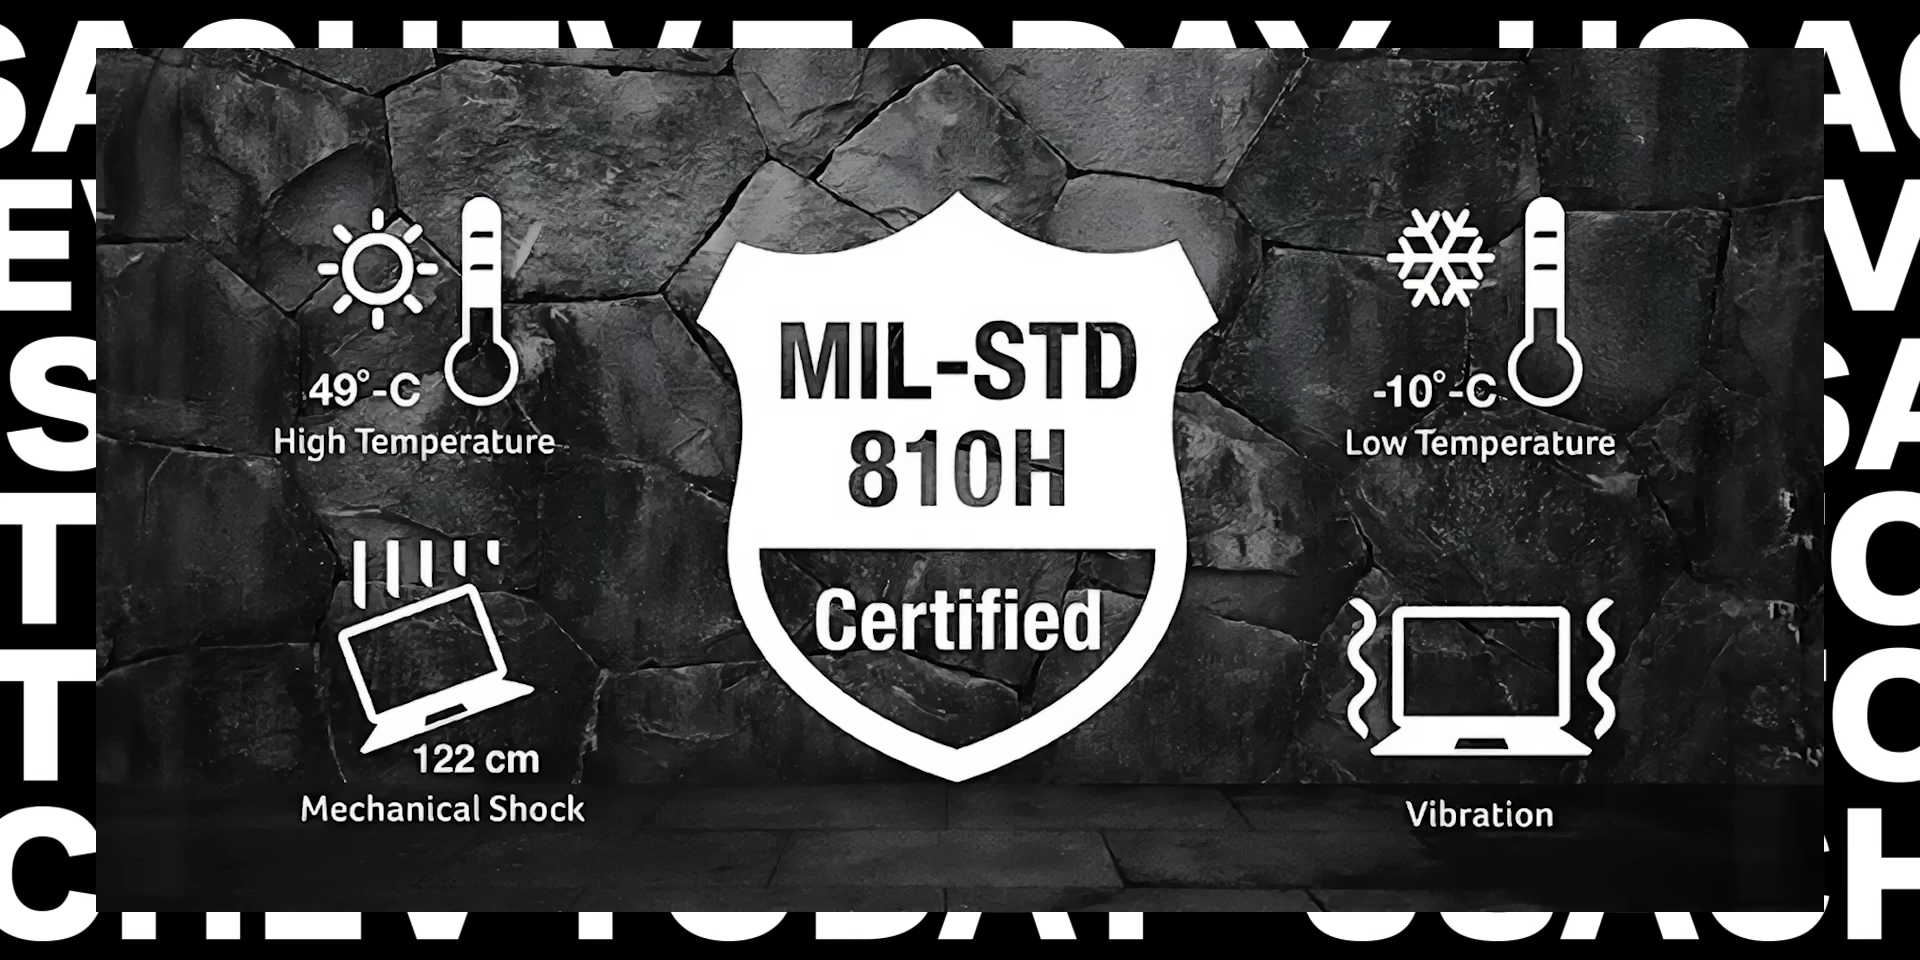 MIL-STD
810H
Certified
49°-C
High Temperature
-10°-C
Low Temperature
122 cm
Mechanical Shock
Vibration